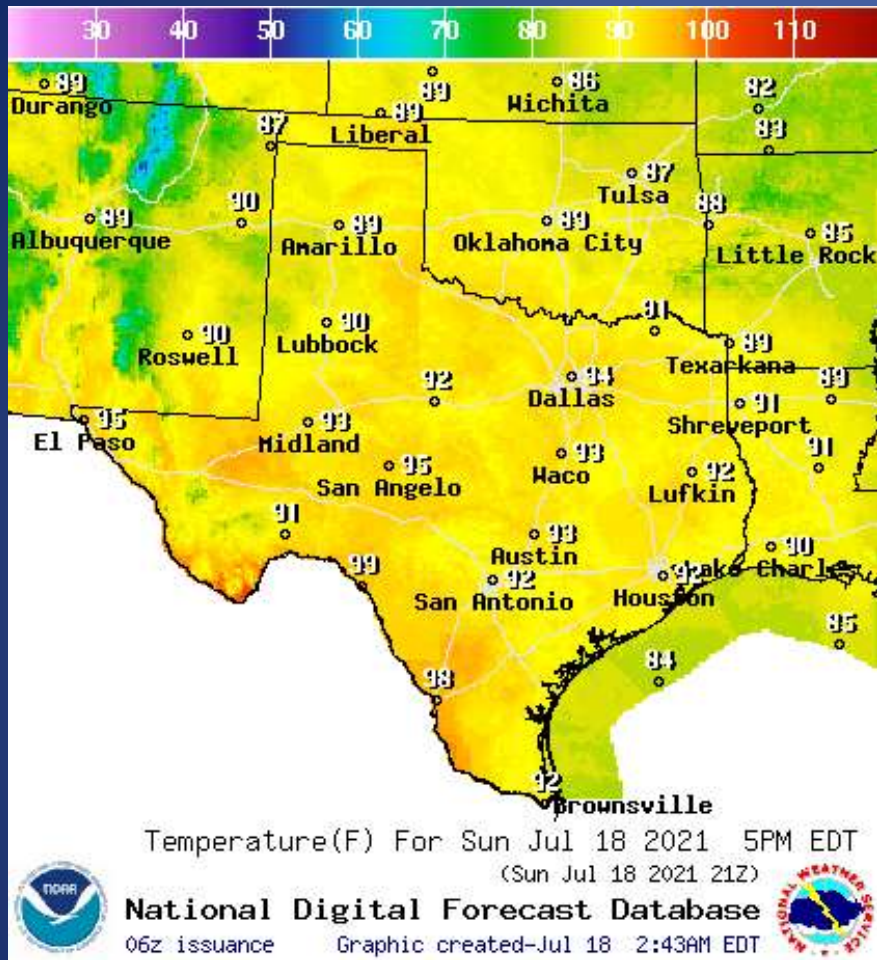 30 40 50 60 70 80 90 100 110
89
Durango
89
86
Wichita
82
89
Liberal
87
83
87
Tulsa
89
Albuquerque
90
89
Amarillo
89
Oklahoma City
88
85
Little Rock
90
Roswell
90
Lubbock
91
89
Texarkana
92
94
Dallas
91
Shreveport
89
95
El Paso
93
Midland
95
San Angelo
93
Waco
92
Lufkin
91
91
93
Austin
90
Lake Charles
99
92
San Antonio
92
Houston
85
84
98
92
Brownsville
Temperature(F) For Sun Jul 18 2021 5PM EDT
(Sun Jul 18 2021 21Z)
NOAA
National Digital Forecast Database
06z issuance Graphic created-Jul 18 2:43AM EDT
NATIONAL WEATHER SERVICE